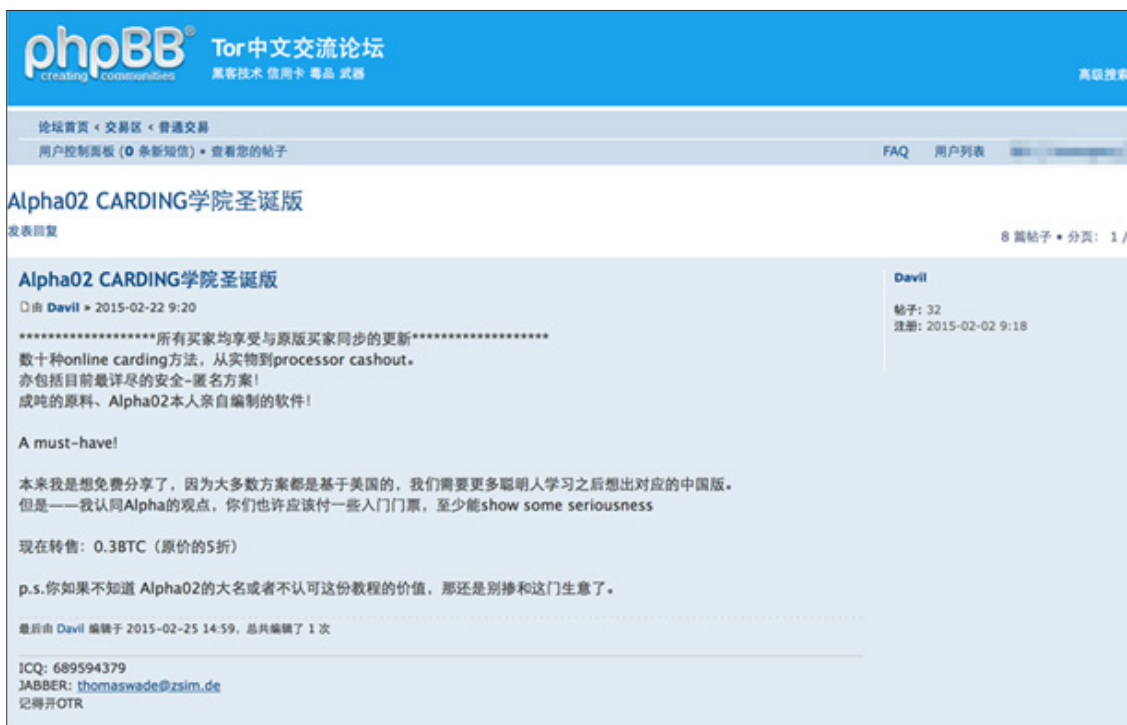 phpBB®
creating communities
Tor中文交流论坛
黑客技术 信用卡 毒品 武器
高级搜索
论坛首页 ‹ 交易区 ‹ 普通交易
用户控制面板 (0 条新短信) • 查看您的帖子
FAQ 用户列表
Alpha02 CARDING学院圣诞版
发表回复
8 篇帖子 • 分页： 1 /
Alpha02 CARDING学院圣诞版
由 Davil » 2015-02-22 9:20
Davil
帖子: 32
注册: 2015-02-02 9:18
*******************所有买家均享受与原版买家同步的更新*******************
数十种online carding方法，从实物到processor cashout。
亦包括目前最详尽的安全-匿名方案！
成吨的原料、Alpha02本人亲自编制的软件！
A must-have!
本来我是想免费分享了，因为大多数方案都是基于美国的，我们需要更多聪明人学习之后想出对应的中国版。
但是——我认同Alpha的观点，你们也许应该付一些入门门票，至少能show some seriousness
现在转售：0.3BTC（原价的5折）
p.s.你如果不知道 Alpha02的大名或者不认可这份教程的价值，那还是别掺和这门生意了。
最后由 Davil 编辑于 2015-02-25 14:59，总共编辑了 1 次
ICQ: 689594379
JABBER: thomaswade@zsim.de
记得开OTR